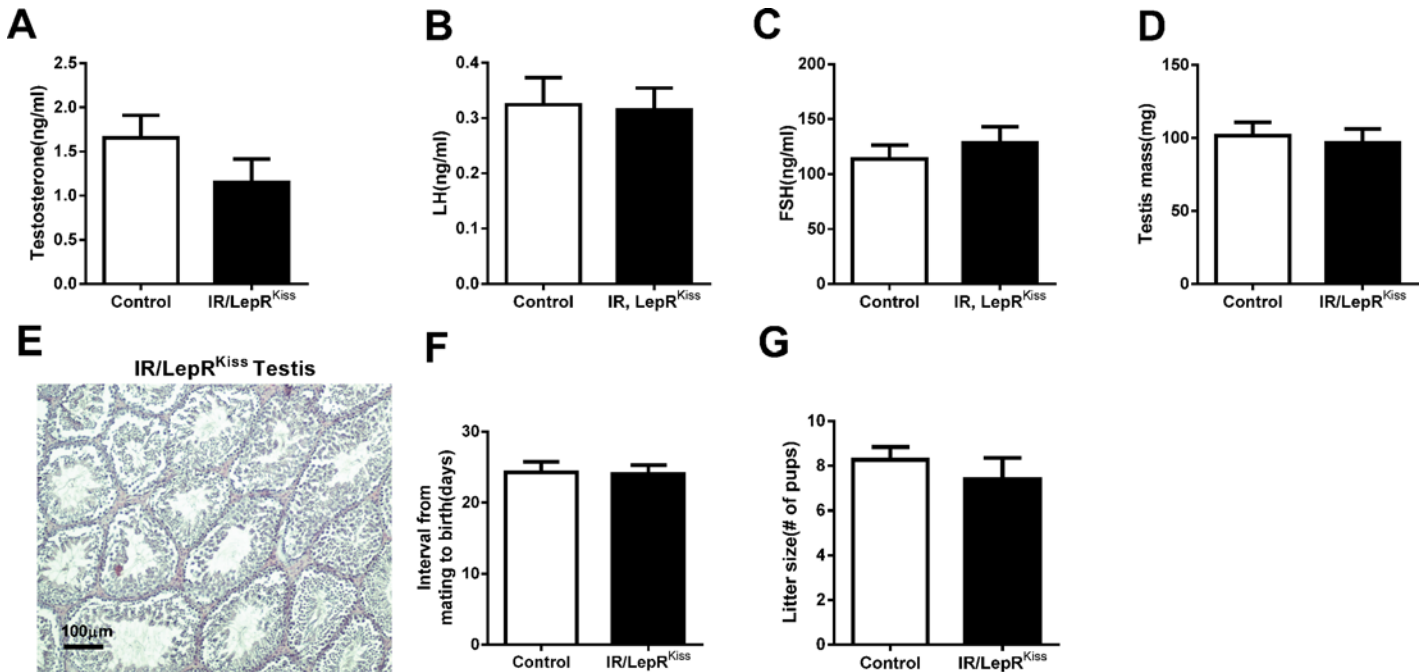 A
Testosterone(ng/ml)
2.5
2.0
1.5
1.0
0.5
0.0
Control IR/LepR^Kiss
B
LH(ng/ml)
0.4
0.3
0.2
0.1
0.0
Control IR, LepR^Kiss
C
FSH(ng/ml)
200
150
100
50
0
Control IR, LepR^Kiss
D
Testis mass(mg)
150
100
50
0
Control IR/LepR^Kiss
E
IR/LepR^Kiss Testis
100μm
F
Interval from
mating to birth(days)
30
20
10
0
Control IR/LepR^Kiss
G
Litter size(# of pups)
10
8
6
4
2
0
Control IR/LepR^Kiss